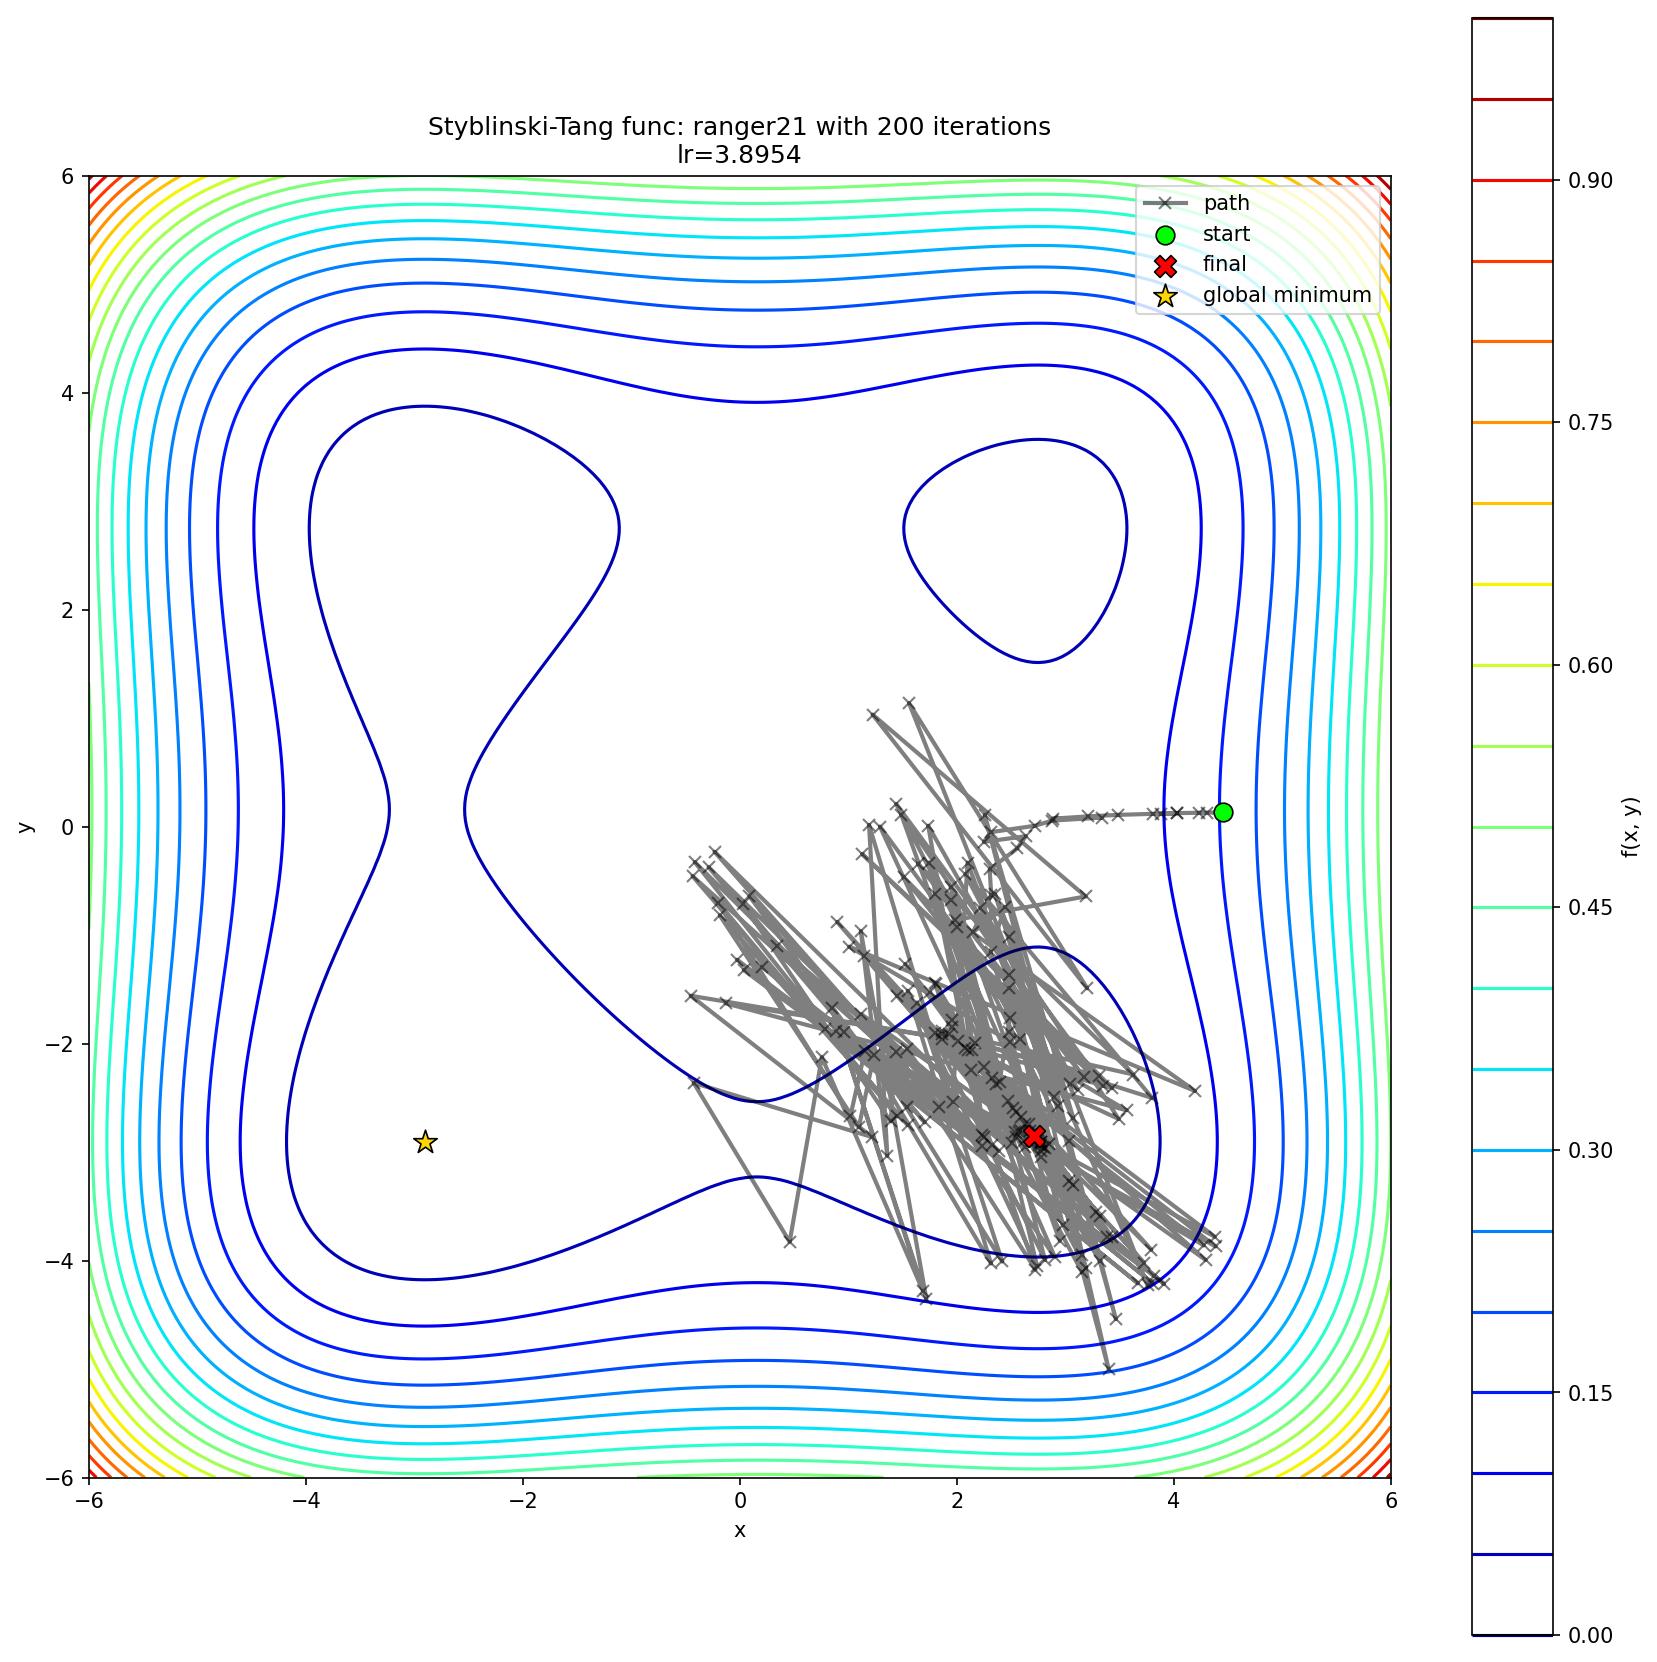 Styblinski-Tang func: ranger21 with 200 iterations
lr=3.8954
path
start
final
global minimum
6
4
2
0
−2
−4
−6
y
−6
−4
−2
0
2
4
6
x
0.90
0.75
0.60
0.45
0.30
0.15
0.00
f(x, y)